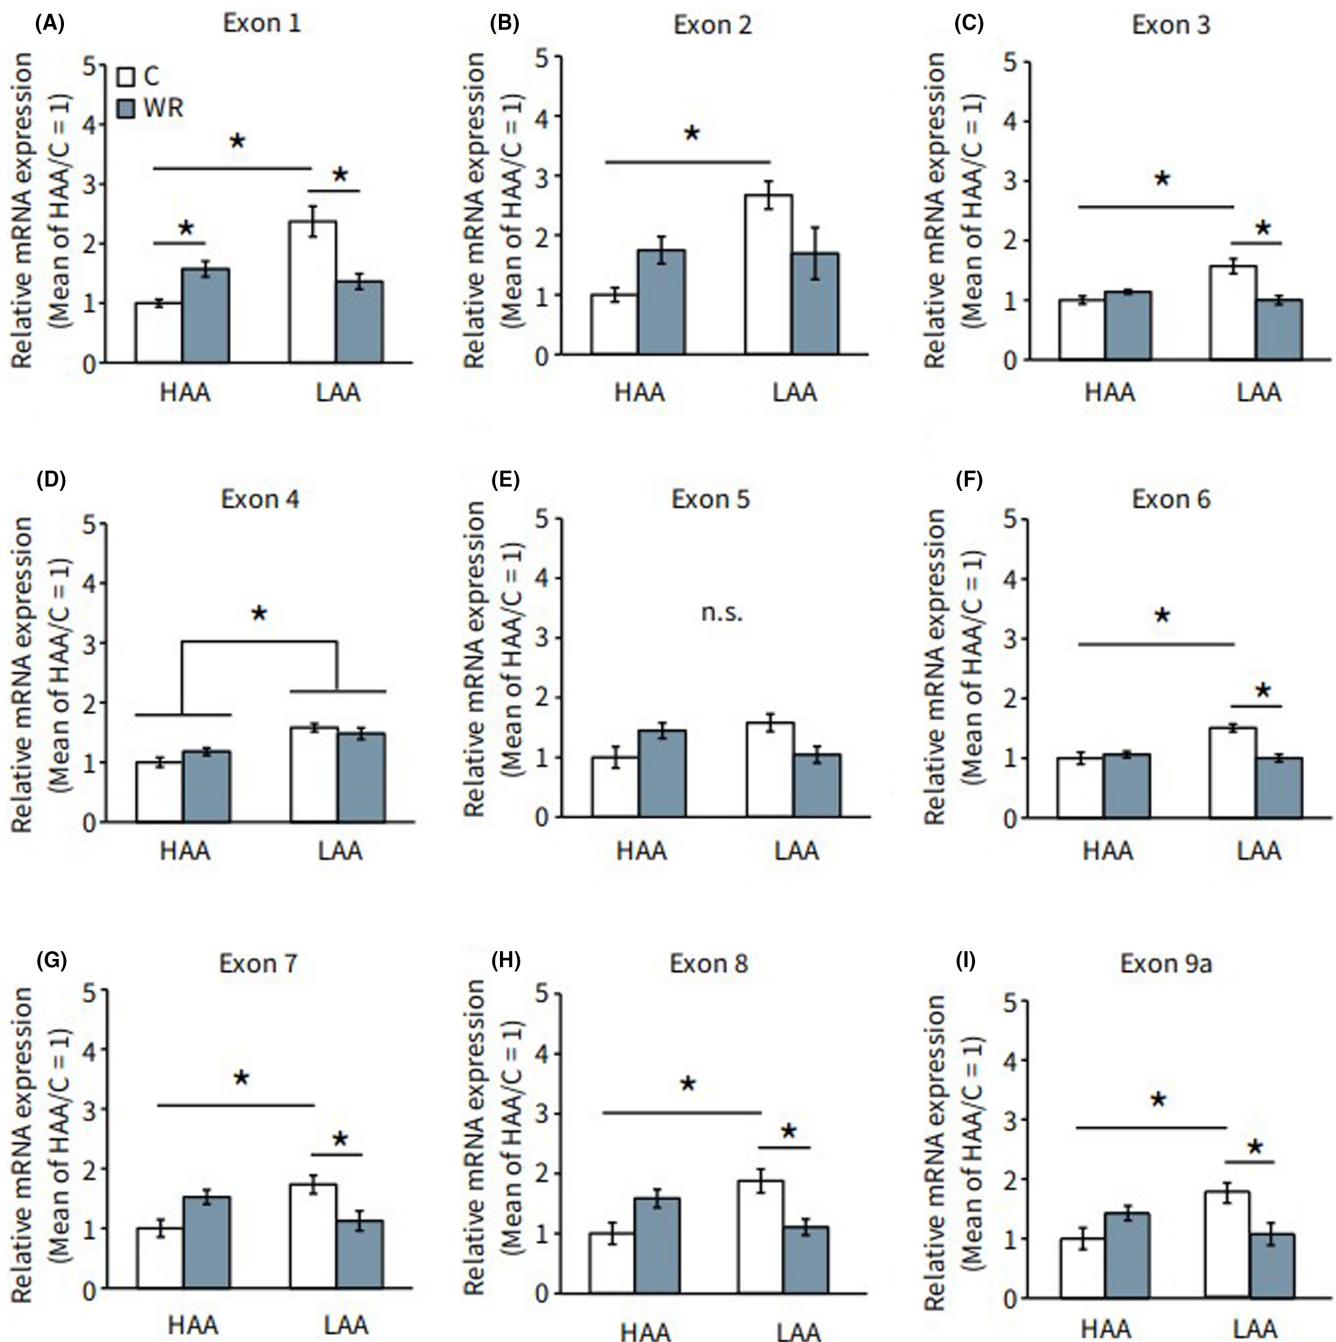 (A) Exon 1
Relative mRNA expression
(Mean of HAA/C = 1)
5
4
3
2
1
0
C
WR
*
*
*
HAA LAA
(B) Exon 2
Relative mRNA expression
(Mean of HAA/C = 1)
5
4
3
2
1
0
*
HAA LAA
(C) Exon 3
Relative mRNA expression
(Mean of HAA/C = 1)
5
4
3
2
1
0
*
*
HAA LAA
(D) Exon 4
Relative mRNA expression
(Mean of HAA/C = 1)
5
4
3
2
1
0
*
HAA LAA
(E) Exon 5
Relative mRNA expression
(Mean of HAA/C = 1)
5
4
3
2
1
0
n.s.
HAA LAA
(F) Exon 6
Relative mRNA expression
(Mean of HAA/C = 1)
5
4
3
2
1
0
*
*
HAA LAA
(G) Exon 7
Relative mRNA expression
(Mean of HAA/C = 1)
5
4
3
2
1
0
*
*
HAA LAA
(H) Exon 8
Relative mRNA expression
(Mean of HAA/C = 1)
5
4
3
2
1
0
*
*
HAA LAA
(I) Exon 9a
Relative mRNA expression
(Mean of HAA/C = 1)
5
4
3
2
1
0
*
*
HAA LAA